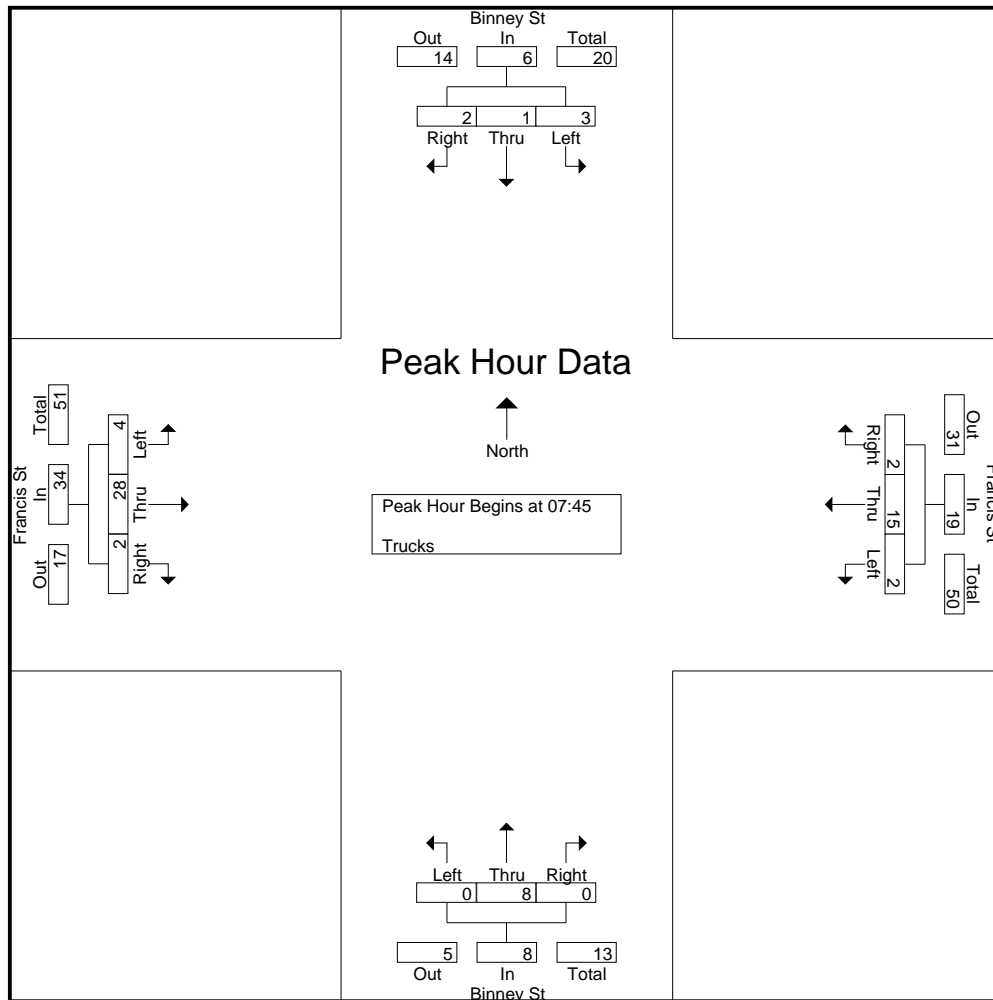 Binney St
Out In Total
14 6 20
2 1 3
Right Thru Left
Peak Hour Data
North
Peak Hour Begins at 07:45
Trucks
Francis St
Total In Out
51 34 17
4 28 2
Left Thru Right
Francis St
Out In Total
31 19 50
2 15 2
Right Thru Left
Left Thru Right
0 8 0
5 8 13
Out In Total
Binney St